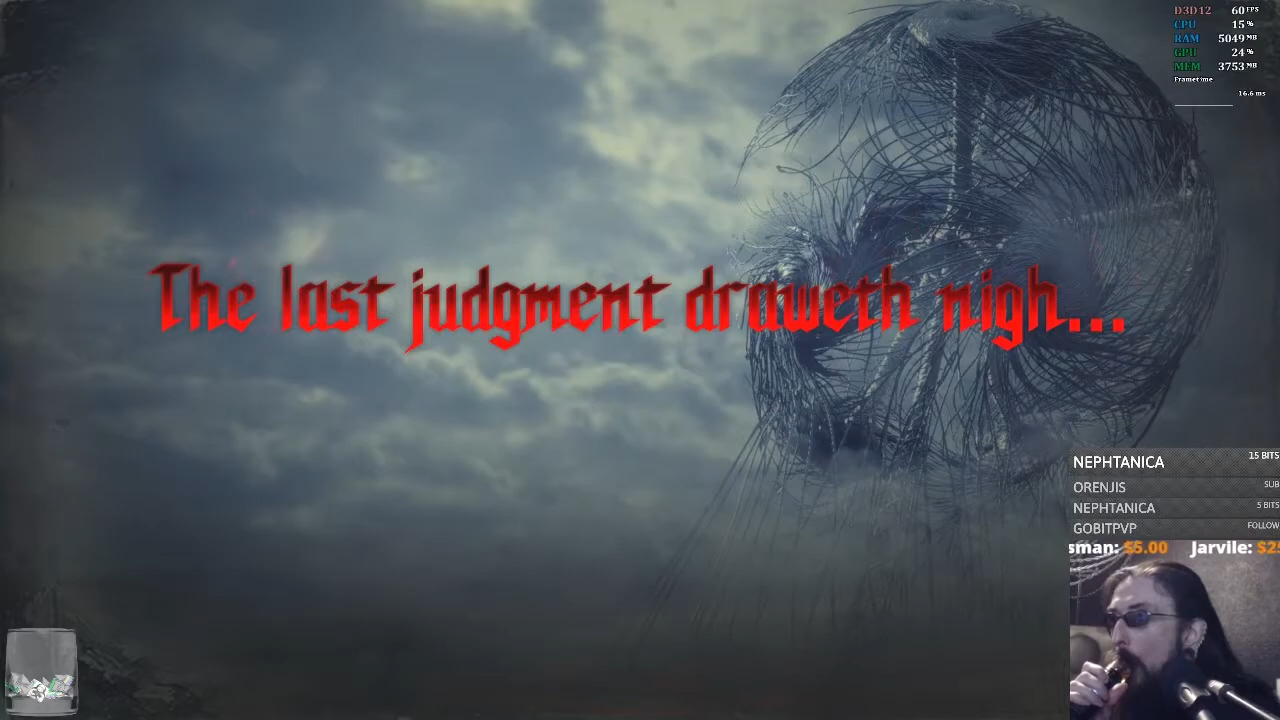 D3D12 60 FPS
CPU 15 %
RAM 5049 MB
GPU 24 %
MEM 3753 MB
Frametime
16.6 ms
The last judgment draweth nigh...
NEPHTANICA 15 BITS
ORENJIS SUB
NEPHTANICA 5 BITS
GOBITPVP FOLLOW
sman: $5.00 Jarvile: $25